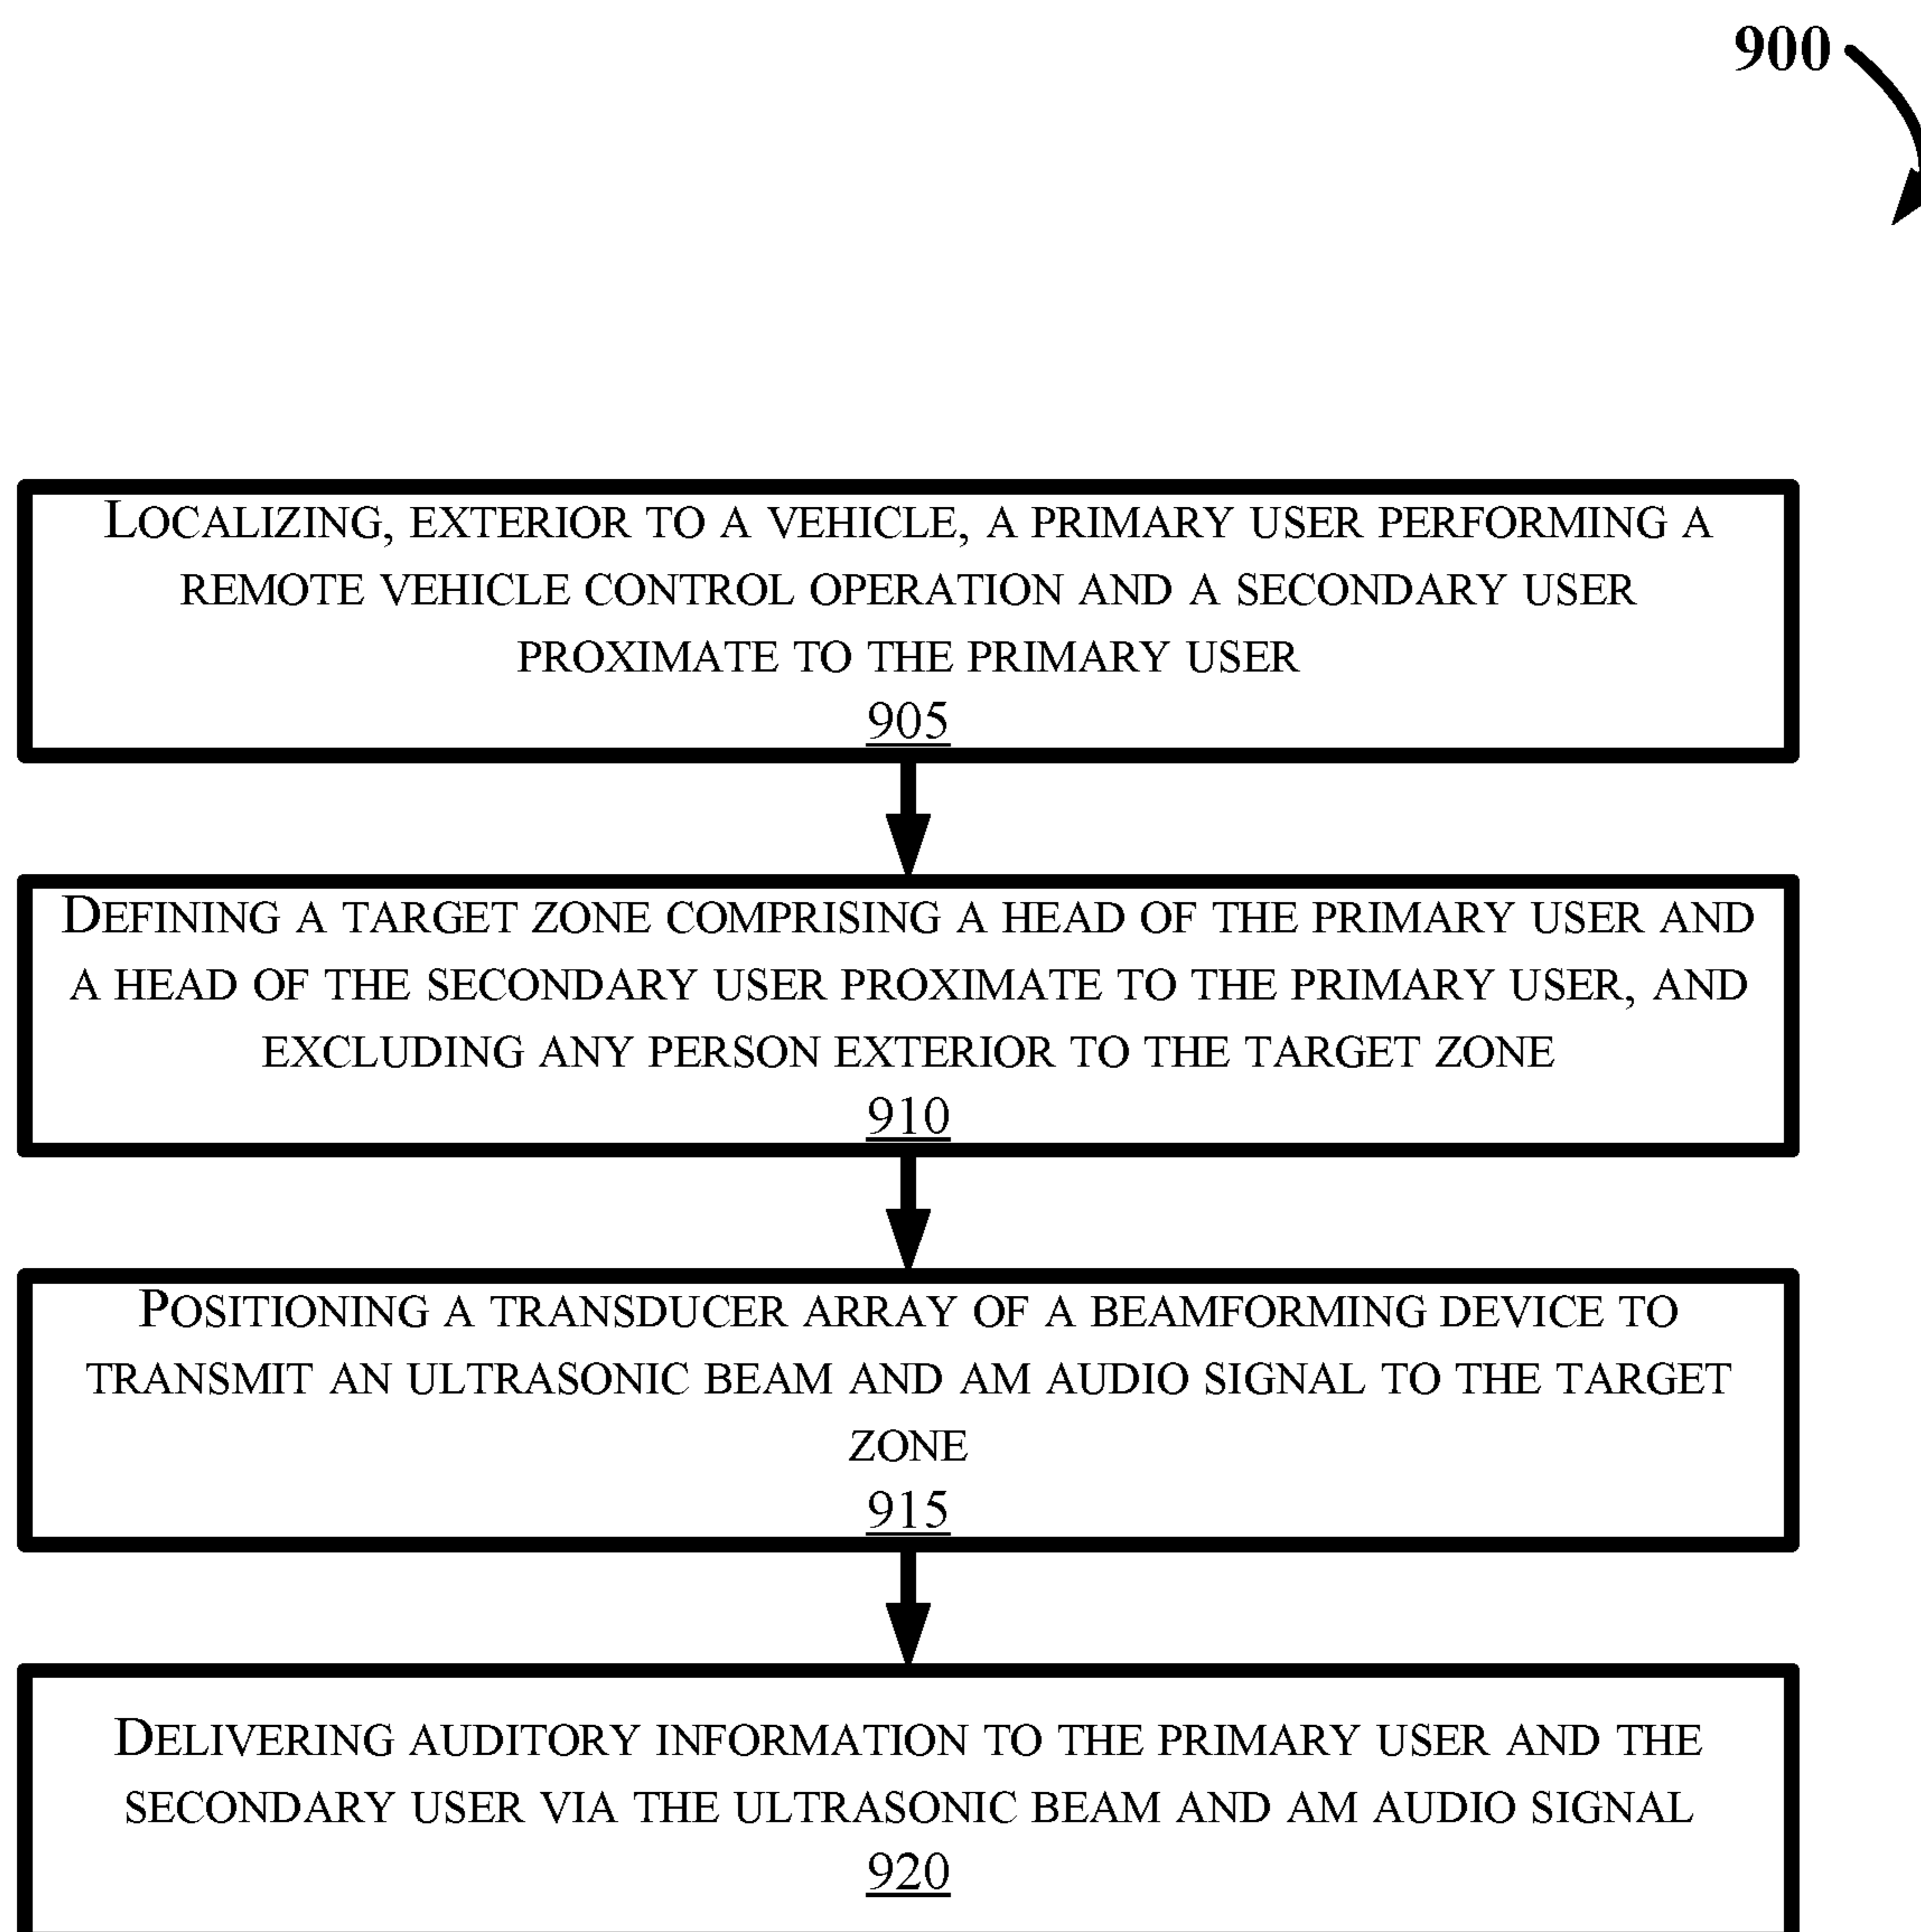 900
LOCALIZING, EXTERIOR TO A VEHICLE, A PRIMARY USER PERFORMING A
REMOTE VEHICLE CONTROL OPERATION AND A SECONDARY USER
PROXIMATE TO THE PRIMARY USER
905
DEFINING A TARGET ZONE COMPRISING A HEAD OF THE PRIMARY USER AND
A HEAD OF THE SECONDARY USER PROXIMATE TO THE PRIMARY USER, AND
EXCLUDING ANY PERSON EXTERIOR TO THE TARGET ZONE
910
POSITIONING A TRANSDUCER ARRAY OF A BEAMFORMING DEVICE TO
TRANSMIT AN ULTRASONIC BEAM AND AM AUDIO SIGNAL TO THE TARGET
ZONE
915
DELIVERING AUDITORY INFORMATION TO THE PRIMARY USER AND THE
SECONDARY USER VIA THE ULTRASONIC BEAM AND AM AUDIO SIGNAL
920